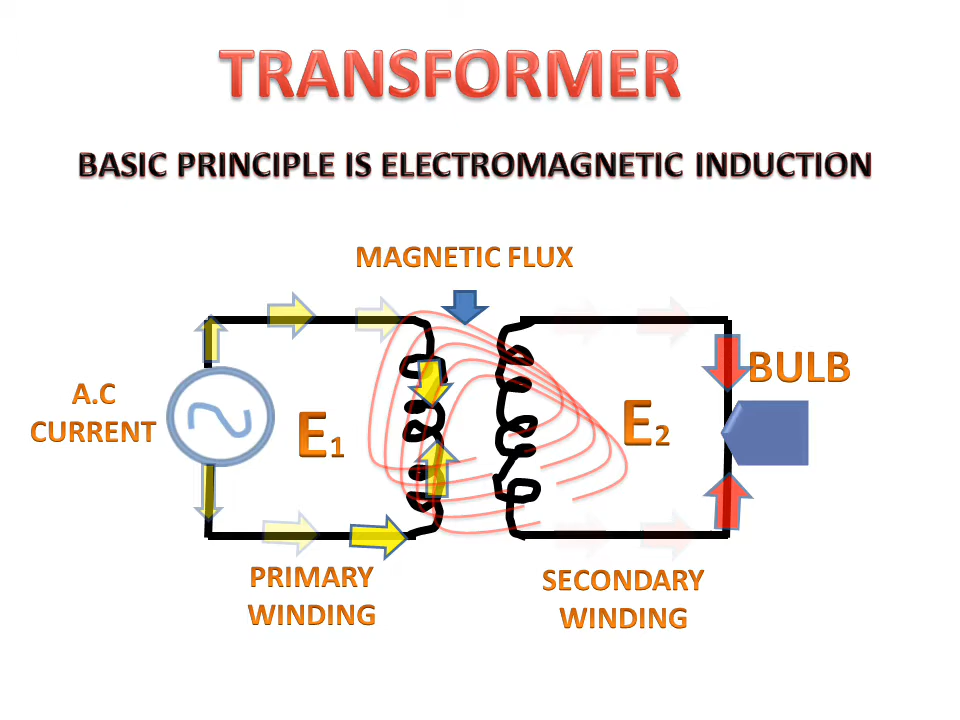 TRANSFORMER
BASIC PRINCIPLE IS ELECTROMAGNETIC INDUCTION
MAGNETIC FLUX
BULB
A.C
CURRENT
E1
E2
PRIMARY
WINDING
SECONDARY
WINDING